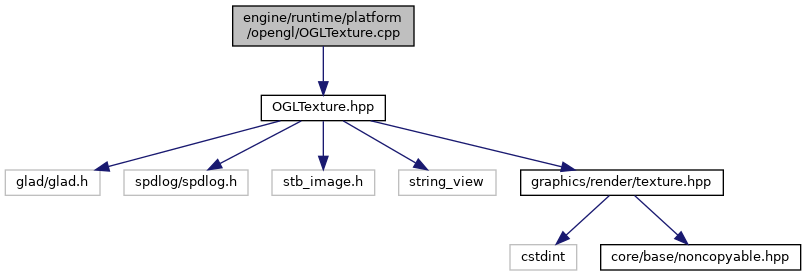 engine/runtime/platform
/opengl/OGLTexture.cpp
OGLTexture.hpp
glad/glad.h
spdlog/spdlog.h
stb_image.h
string_view
graphics/render/texture.hpp
cstdint
core/base/noncopyable.hpp